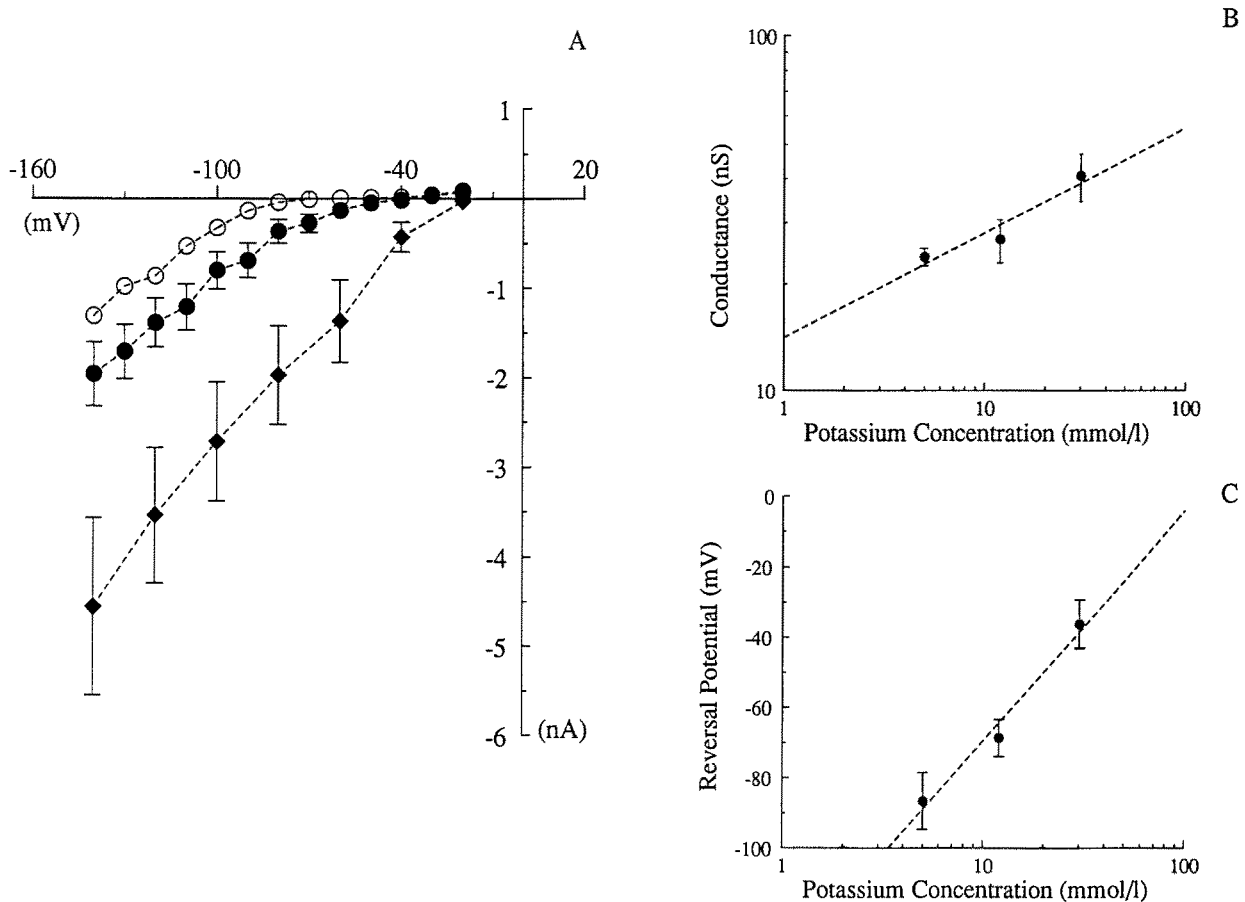 A
1
-160
-100
-40
20
(mV)
-1
-2
-3
-4
-5
-6
(nA)
B
100
Conductance (nS)
10
1
10
100
Potassium Concentration (mmol/l)
C
0
-20
-40
-60
-80
-100
Reversal Potential (mV)
1
10
100
Potassium Concentration (mmol/l)